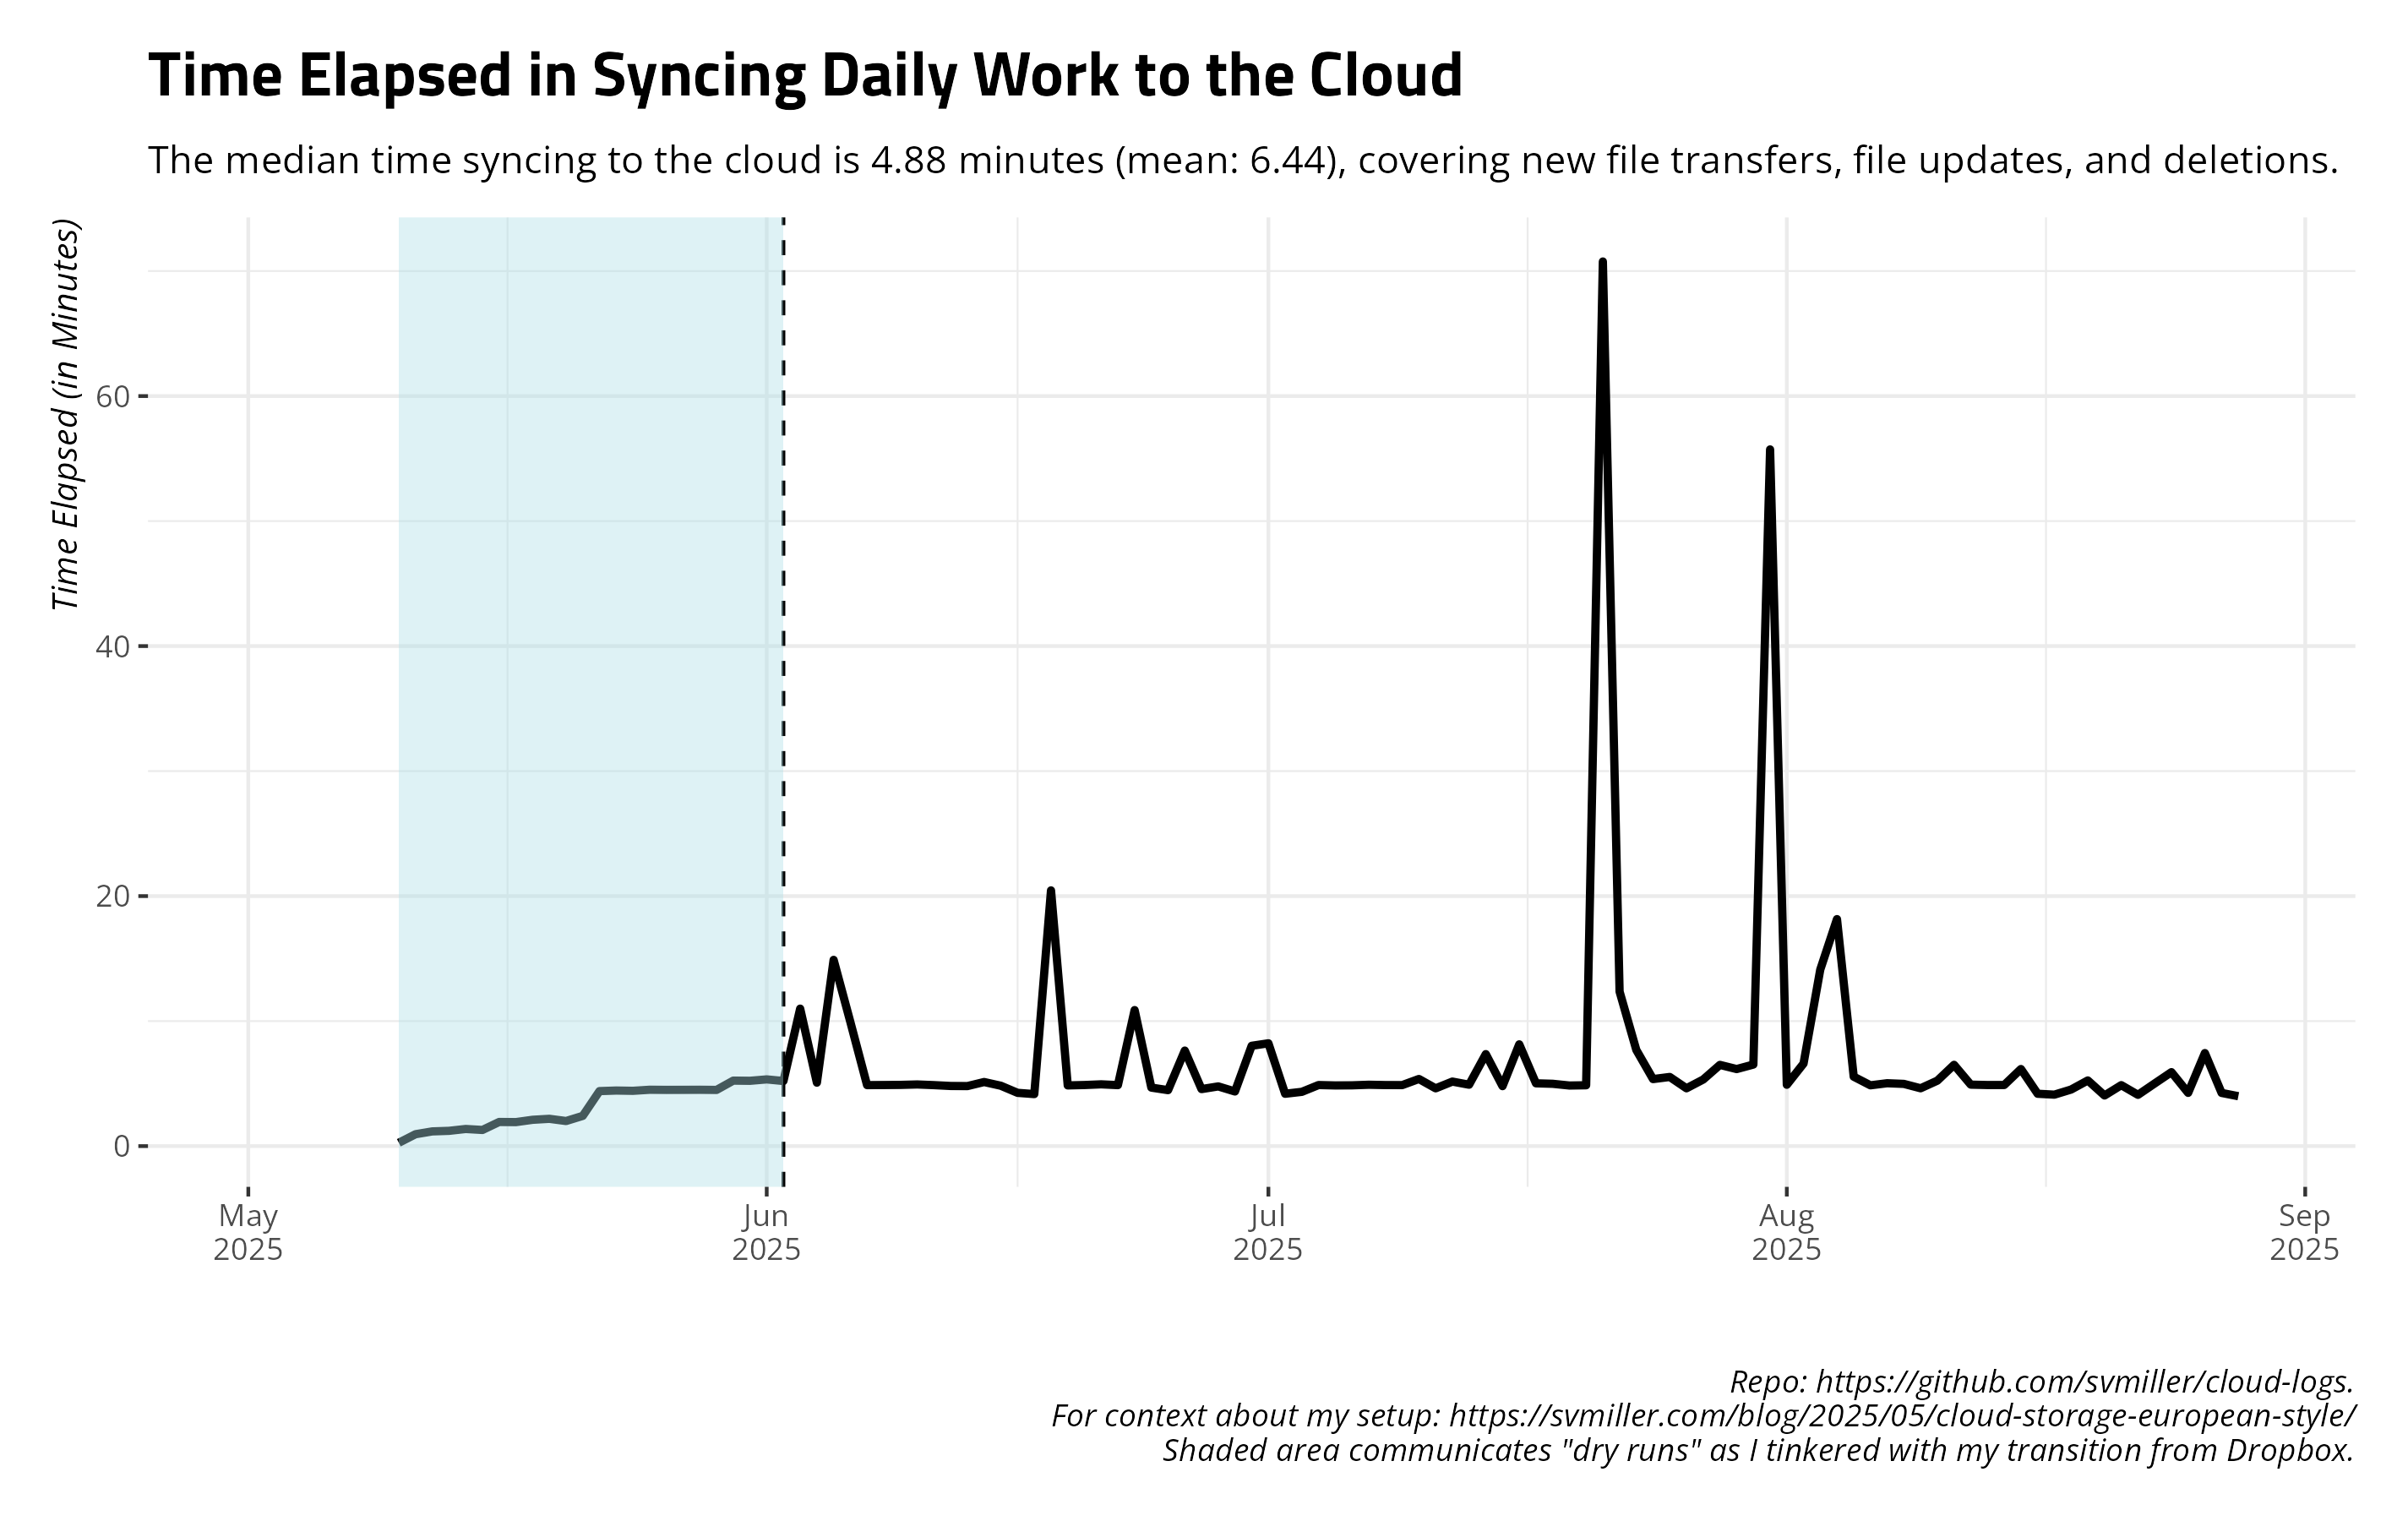 Time Elapsed in Syncing Daily Work to the Cloud
The median time syncing to the cloud is 4.88 minutes (mean: 6.44), covering new file transfers, file updates, and deletions.
Time Elapsed (in Minutes)
60
40
20
0
May
2025
Jun
2025
Jul
2025
Aug
2025
Sep
2025
Repo: https://github.com/svmiller/cloud-logs.
For context about my setup: https://svmiller.com/blog/2025/05/cloud-storage-european-style/
Shaded area communicates "dry runs" as I tinkered with my transition from Dropbox.